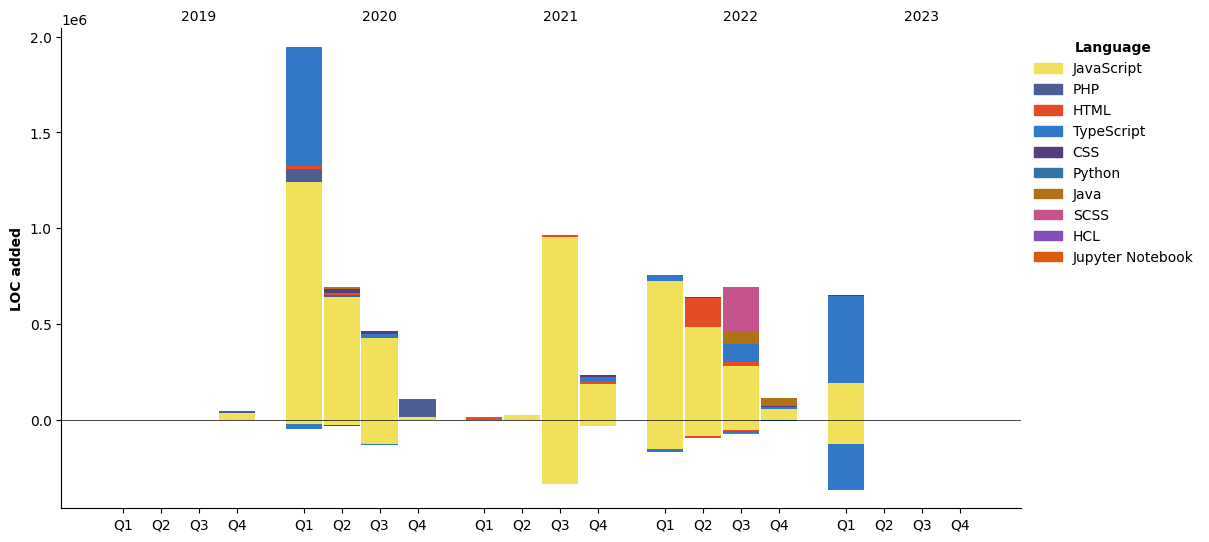 2019 2020 2021 2022 2023
1e6
2.0
1.5
1.0
0.5
0.0
LOC added
Q1 Q2 Q3 Q4 Q1 Q2 Q3 Q4 Q1 Q2 Q3 Q4 Q1 Q2 Q3 Q4 Q1 Q2 Q3 Q4
Language
JavaScript
PHP
HTML
TypeScript
CSS
Python
Java
SCSS
HCL
Jupyter Notebook